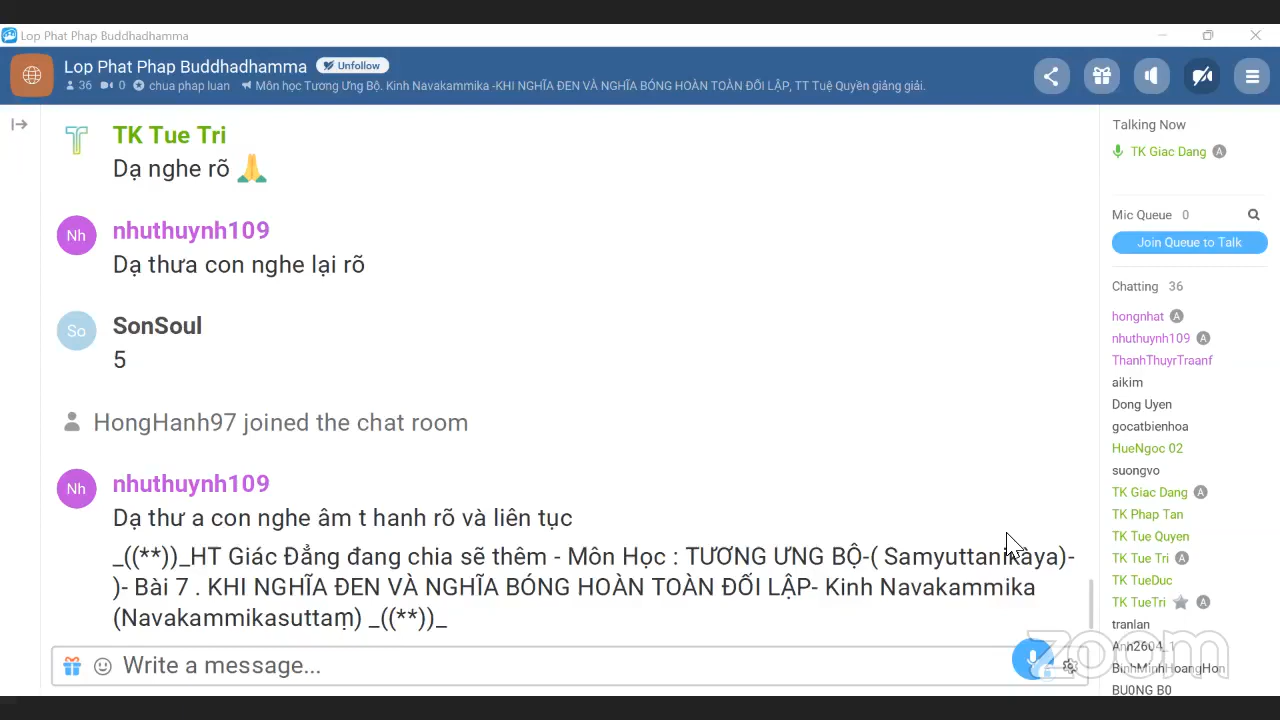 Lop Phat Phap Buddhadhamma
Lop Phat Phap Buddhadhamma Unfollow
36 0 chua phap luan Môn học Tương Ưng Bộ. Kinh Navakammika -KHI NGHĨA ĐEN VÀ NGHĨA BÓNG HOÀN TOÀN ĐỐI LẬP, TT Tuệ Quyền giảng giải.
TK Tue Tri
Dạ nghe rõ 🙏
Nh nhuthuynh109
Dạ thưa con nghe lại rõ
So SonSoul
5
HongHanh97 joined the chat room
Nh nhuthuynh109
Dạ thư a con nghe âm t hanh rõ và liên tục
_((**))_HT Giác Đẳng đang chia sẽ thêm - Môn Học : TƯƠNG ƯNG BỘ-( Samyuttanikaya)-
)- Bài 7 . KHI NGHĨA ĐEN VÀ NGHĨA BÓNG HOÀN TOÀN ĐỐI LẬP- Kinh Navakammika
(Navakammikasuttaṃ) _((**))_
Write a message...
Talking Now
TK Giac Dang A
Mic Queue 0
Join Queue to Talk
Chatting 36
hongnhat A
nhuthuynh109 A
ThanhThuyrTraanf
aikim
Dong Uyen
gocatbienhoa
HueNgoc 02
suongvo
TK Giac Dang A
TK Phap Tan
TK Tue Quyen
TK Tue Tri A
TK TueDuc
TK TueTri A
tranlan
Anh2604_1
BinhMinhHoangHon
BU0NG B0
zoom